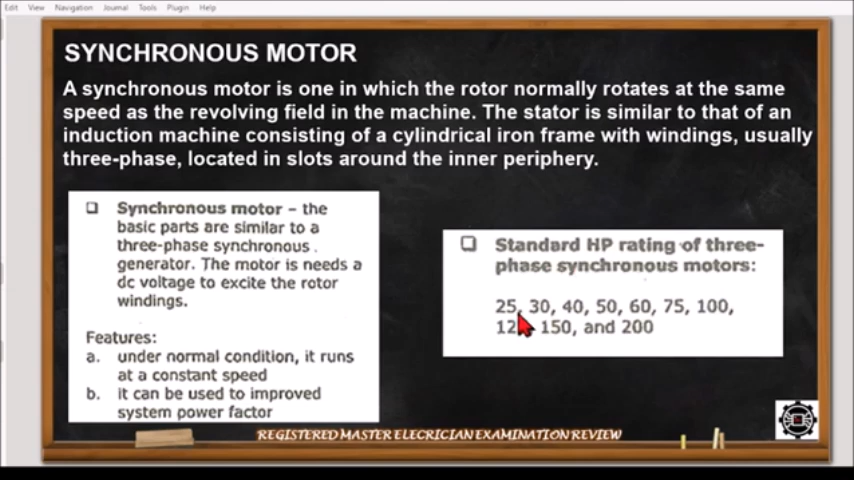 Edit View Navigation Journal Tools Plugin Help
SYNCHRONOUS MOTOR
A synchronous motor is one in which the rotor normally rotates at the same
speed as the revolving field in the machine. The stator is similar to that of an
induction machine consisting of a cylindrical iron frame with windings, usually
three-phase, located in slots around the inner periphery.
Synchronous motor – the
basic parts are similar to a
three-phase synchronous
generator. The motor is needs a
dc voltage to excite the rotor
windings.
Features:
a. under normal condition, it runs
at a constant speed
b. it can be used to improved
system power factor
Standard HP rating of three-
phase synchronous motors:
25, 30, 40, 50, 60, 75, 100,
150, and 200
REGISTERED MASTER ELECRICIAN EXAMINATION REVIEW